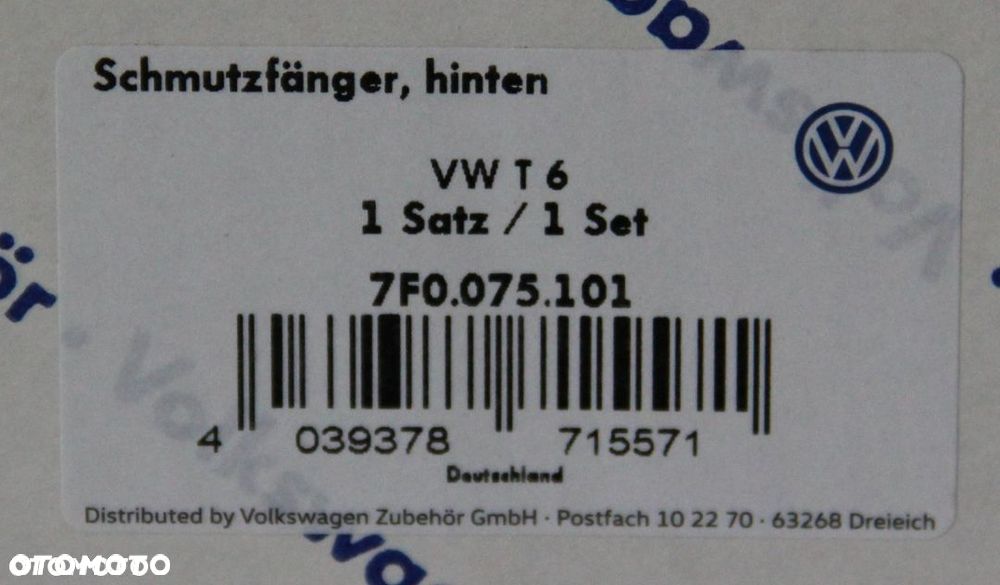 Schmutzfänger, hinten
VW T 6
1 Satz / 1 Set
7F0.075.101
4 039378 715571
Deutschland
Distributed by Volkswagen Zubehör GmbH · Postfach 10 22 70 · 63268 Dreieich
OTOMOTO